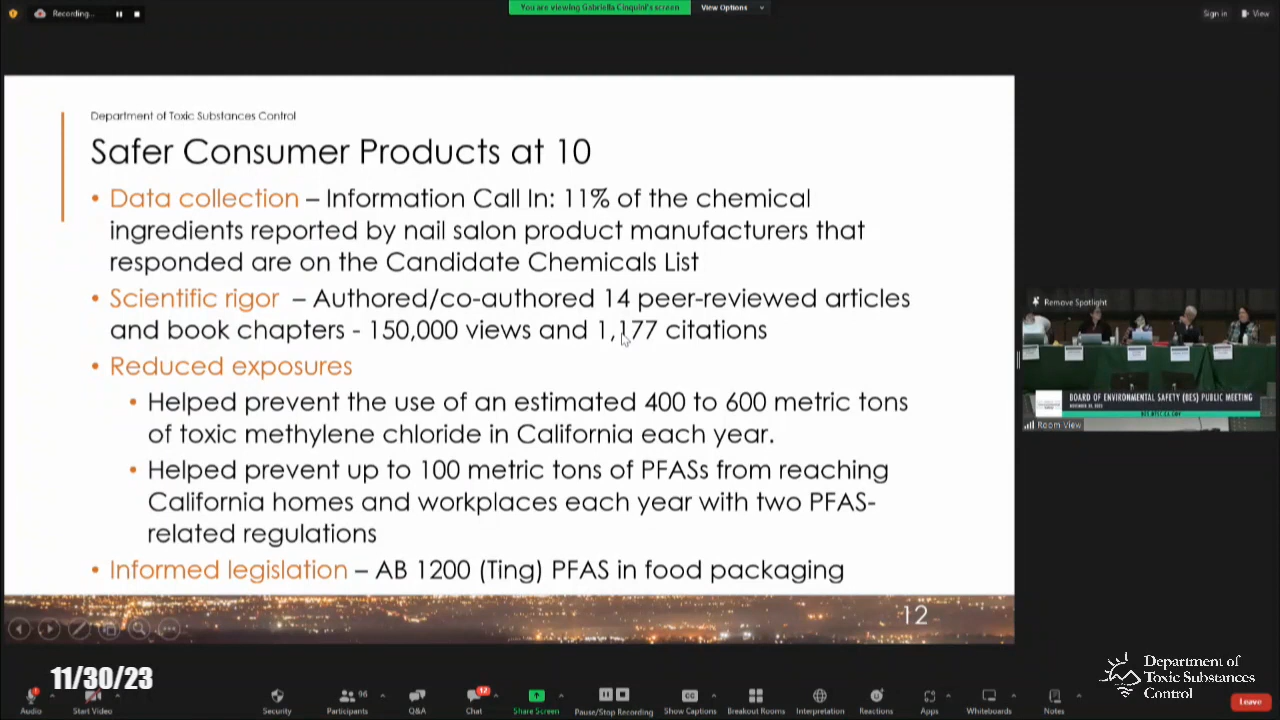 Recording...
You are viewing Gabriella Cinquini's screen
View Options
Sign in
View
Department of Toxic Substances Control
Safer Consumer Products at 10
• Data collection – Information Call In: 11% of the chemical
ingredients reported by nail salon product manufacturers that
responded are on the Candidate Chemicals List
• Scientific rigor – Authored/co-authored 14 peer-reviewed articles
and book chapters - 150,000 views and 1,177 citations
• Reduced exposures
• Helped prevent the use of an estimated 400 to 600 metric tons
of toxic methylene chloride in California each year.
• Helped prevent up to 100 metric tons of PFASs from reaching
California homes and workplaces each year with two PFAS-
related regulations
• Informed legislation – AB 1200 (Ting) PFAS in food packaging
12
Remove Spotlight
BOARD OF ENVIRONMENTAL SAFETY (BES) PUBLIC MEETING
Room View
11/30/23
Department of
Toxic Substances
Control
Audio
Start Video
Security
Participants
96
Q&A
Chat
12
Share Screen
Pause/Stop Recording
Show Captions
Breakout Rooms
Interpretation
Reactions
Apps
Whiteboards
Notes
Leave